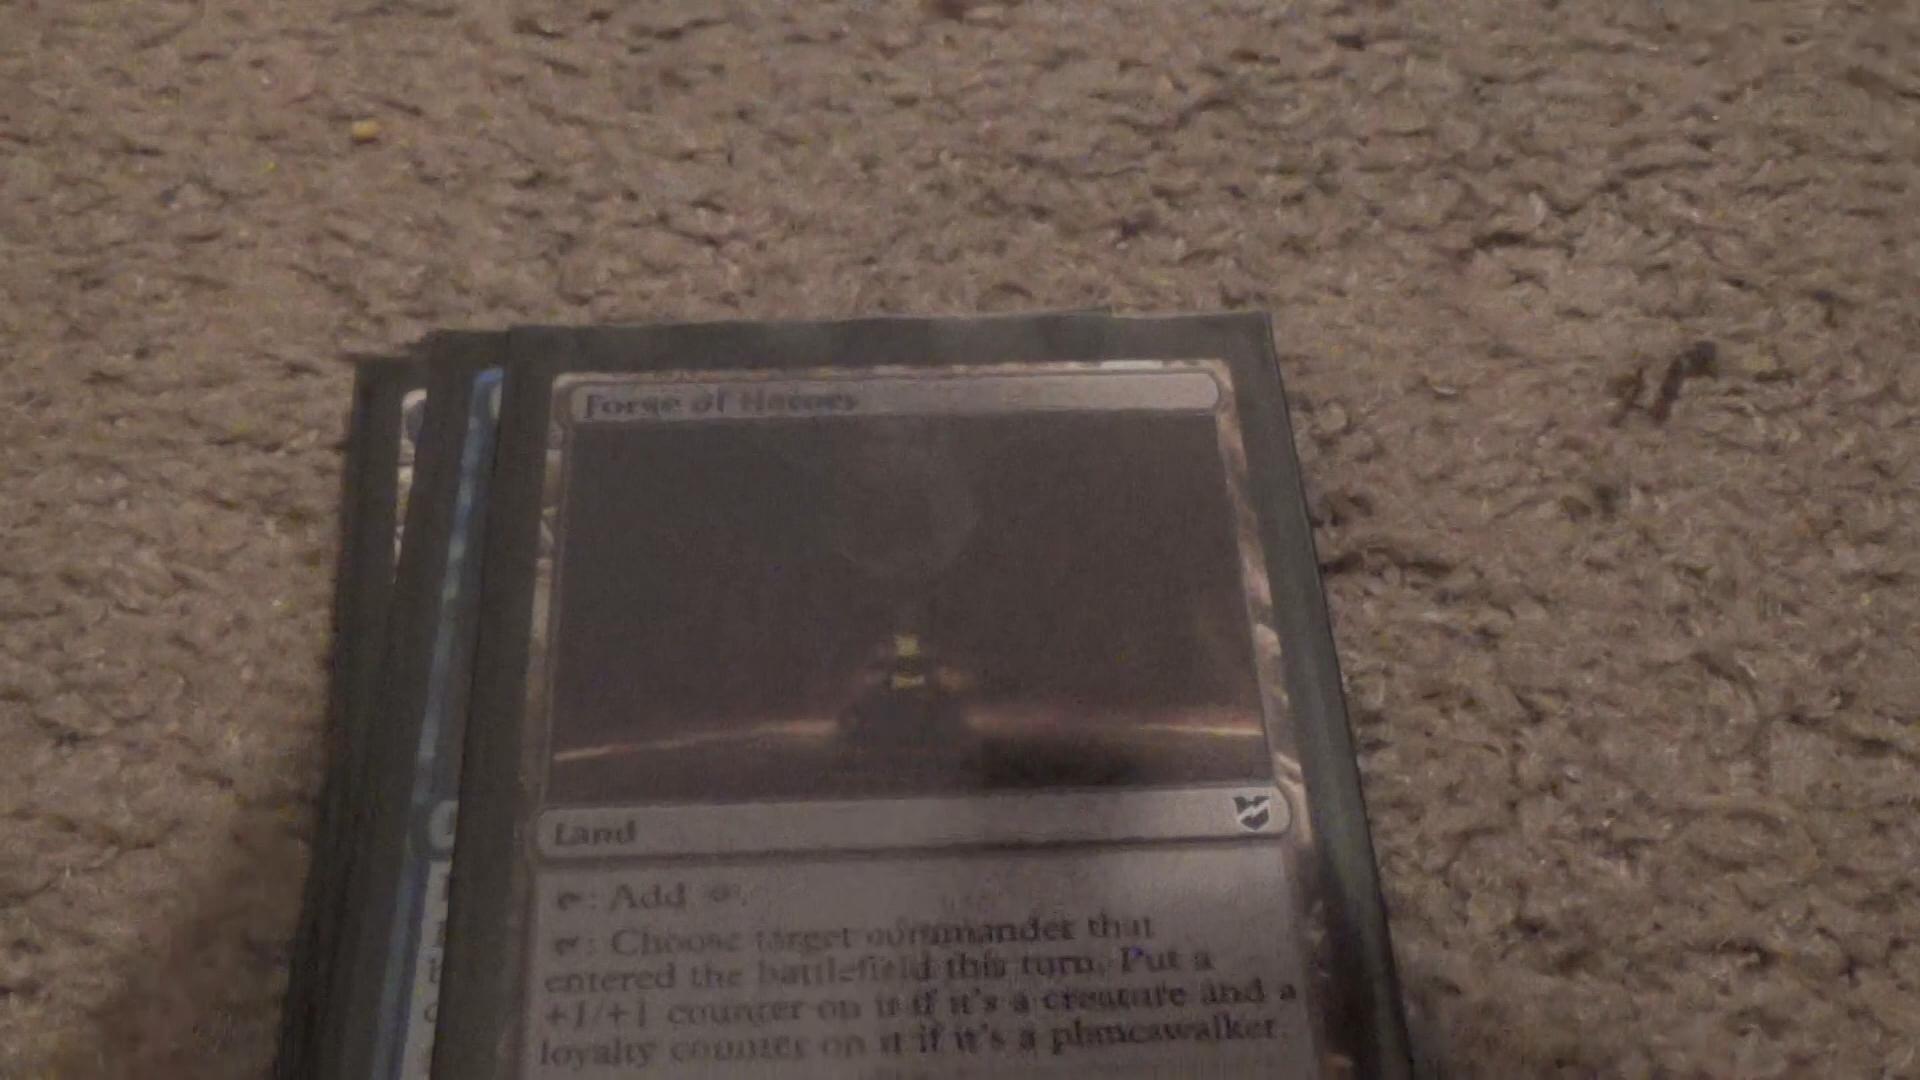 Forge of Heroes
Land
: Add
: Choose target commander that
entered the battlefield this turn. Put a
+1/+1 counter on it if it's a creature and a
loyalty counter on it if it's a planeswalker.